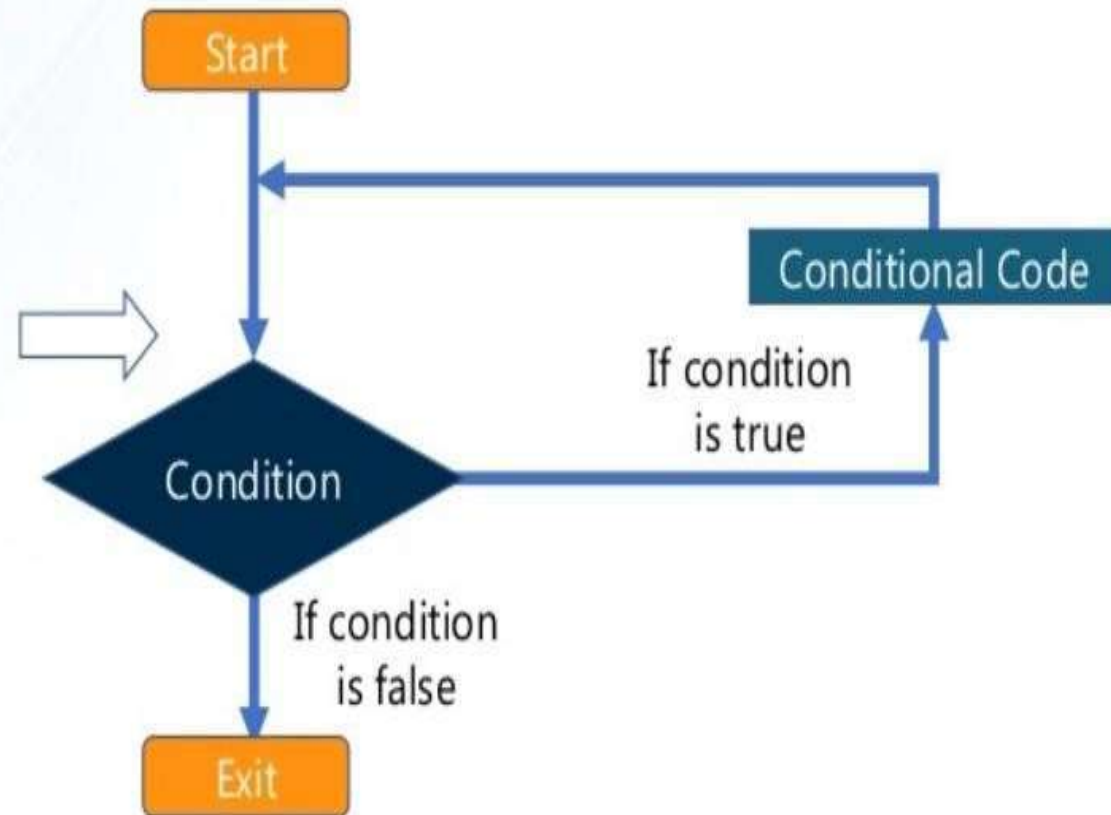 Start
Conditional Code
If condition
is true
Condition
If condition
is false
Exit